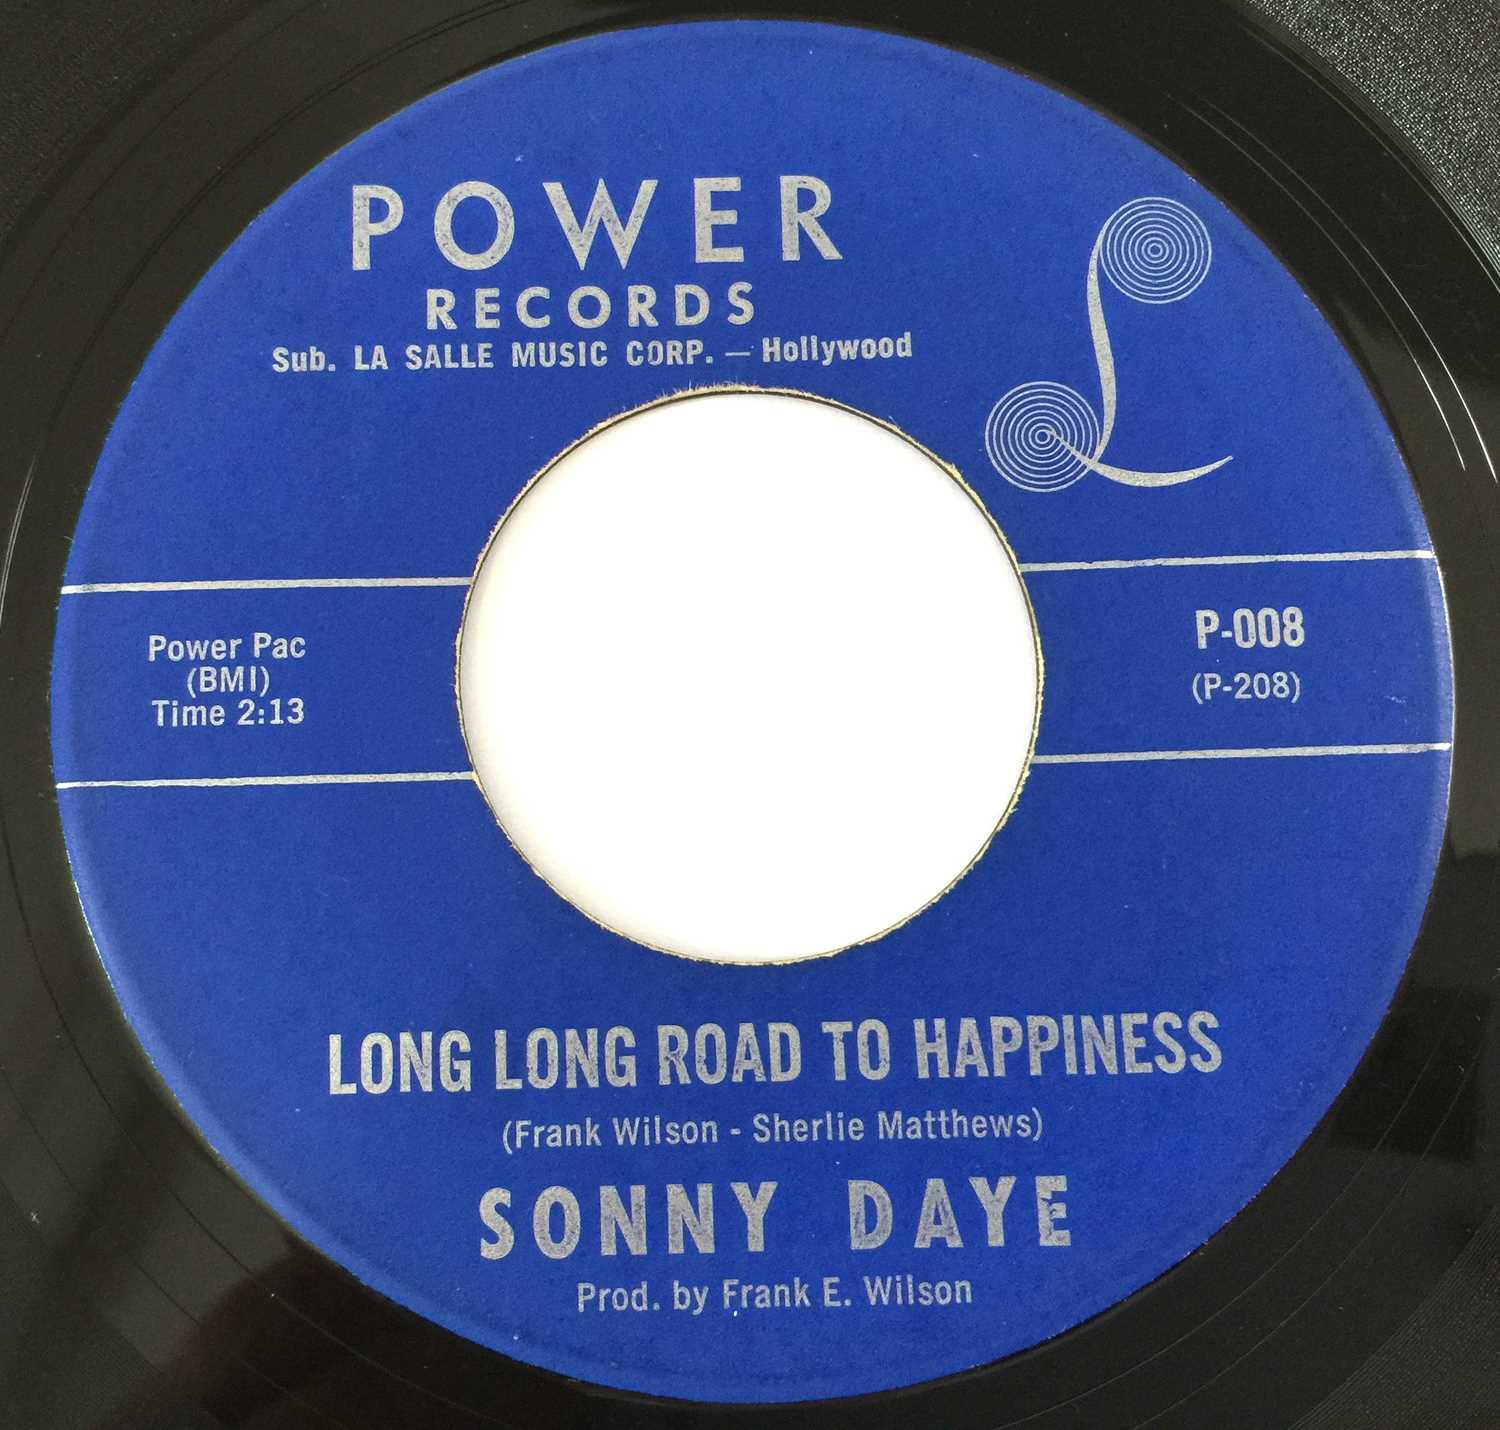 POWER
RECORDS
Sub. LA SALLE MUSIC CORP. — Hollywood
Power Pac
(BMI)
Time 2:13
P-008
(P-208)
LONG LONG ROAD TO HAPPINESS
(Frank Wilson - Sherlie Matthews)
SONNY DAYE
Prod. by Frank E. Wilson